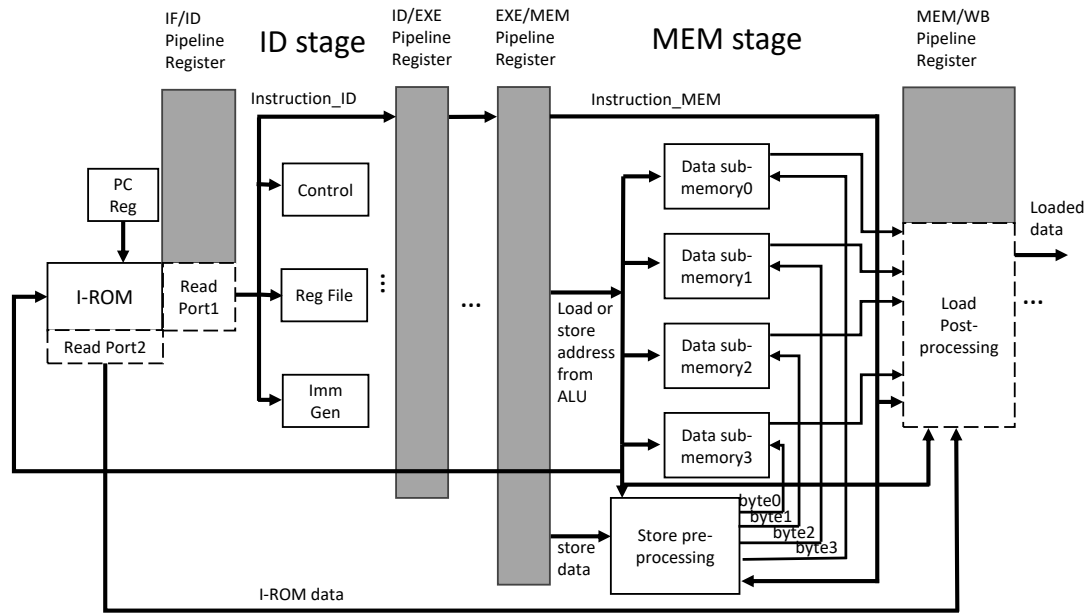 IF/ID
Pipeline
Register
ID stage
ID/EXE
Pipeline
Register
EXE/MEM
Pipeline
Register
MEM stage
MEM/WB
Pipeline
Register
Instruction_ID
Instruction_MEM
PC
Reg
Control
Data sub-
memory0
Loaded
data
I-ROM
Read
Port1
Reg File
...
...
Data sub-
memory1
Load
Post-
processing
...
Read Port2
Load or
store
address
from
ALU
Data sub-
memory2
Imm
Gen
Data sub-
memory3
byte0
byte1
byte2
byte3
store
data
Store pre-
processing
I-ROM data